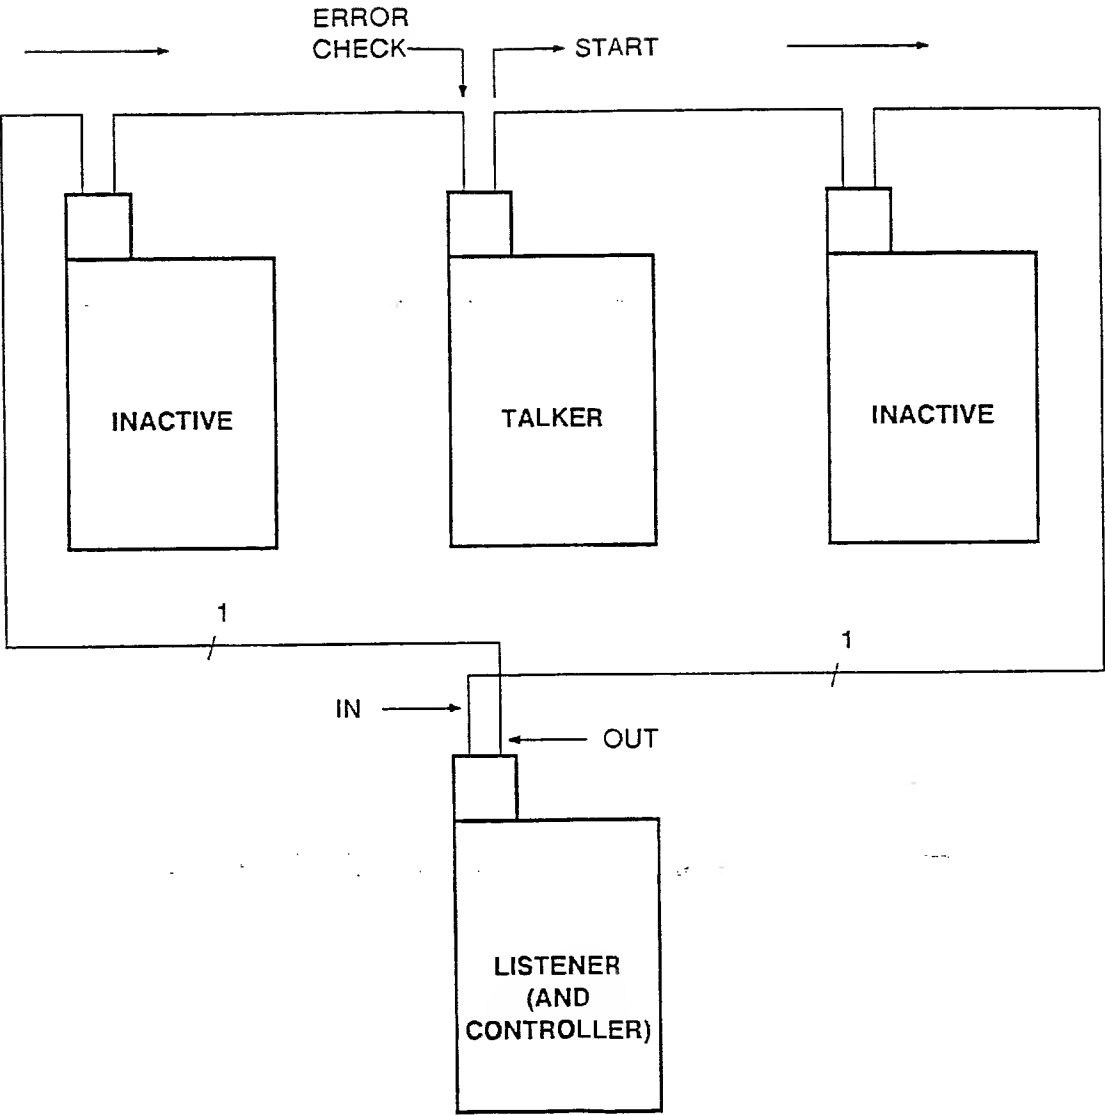 ERROR
CHECK
START
INACTIVE
TALKER
INACTIVE
1
1
IN
OUT
LISTENER
(AND
CONTROLLER)